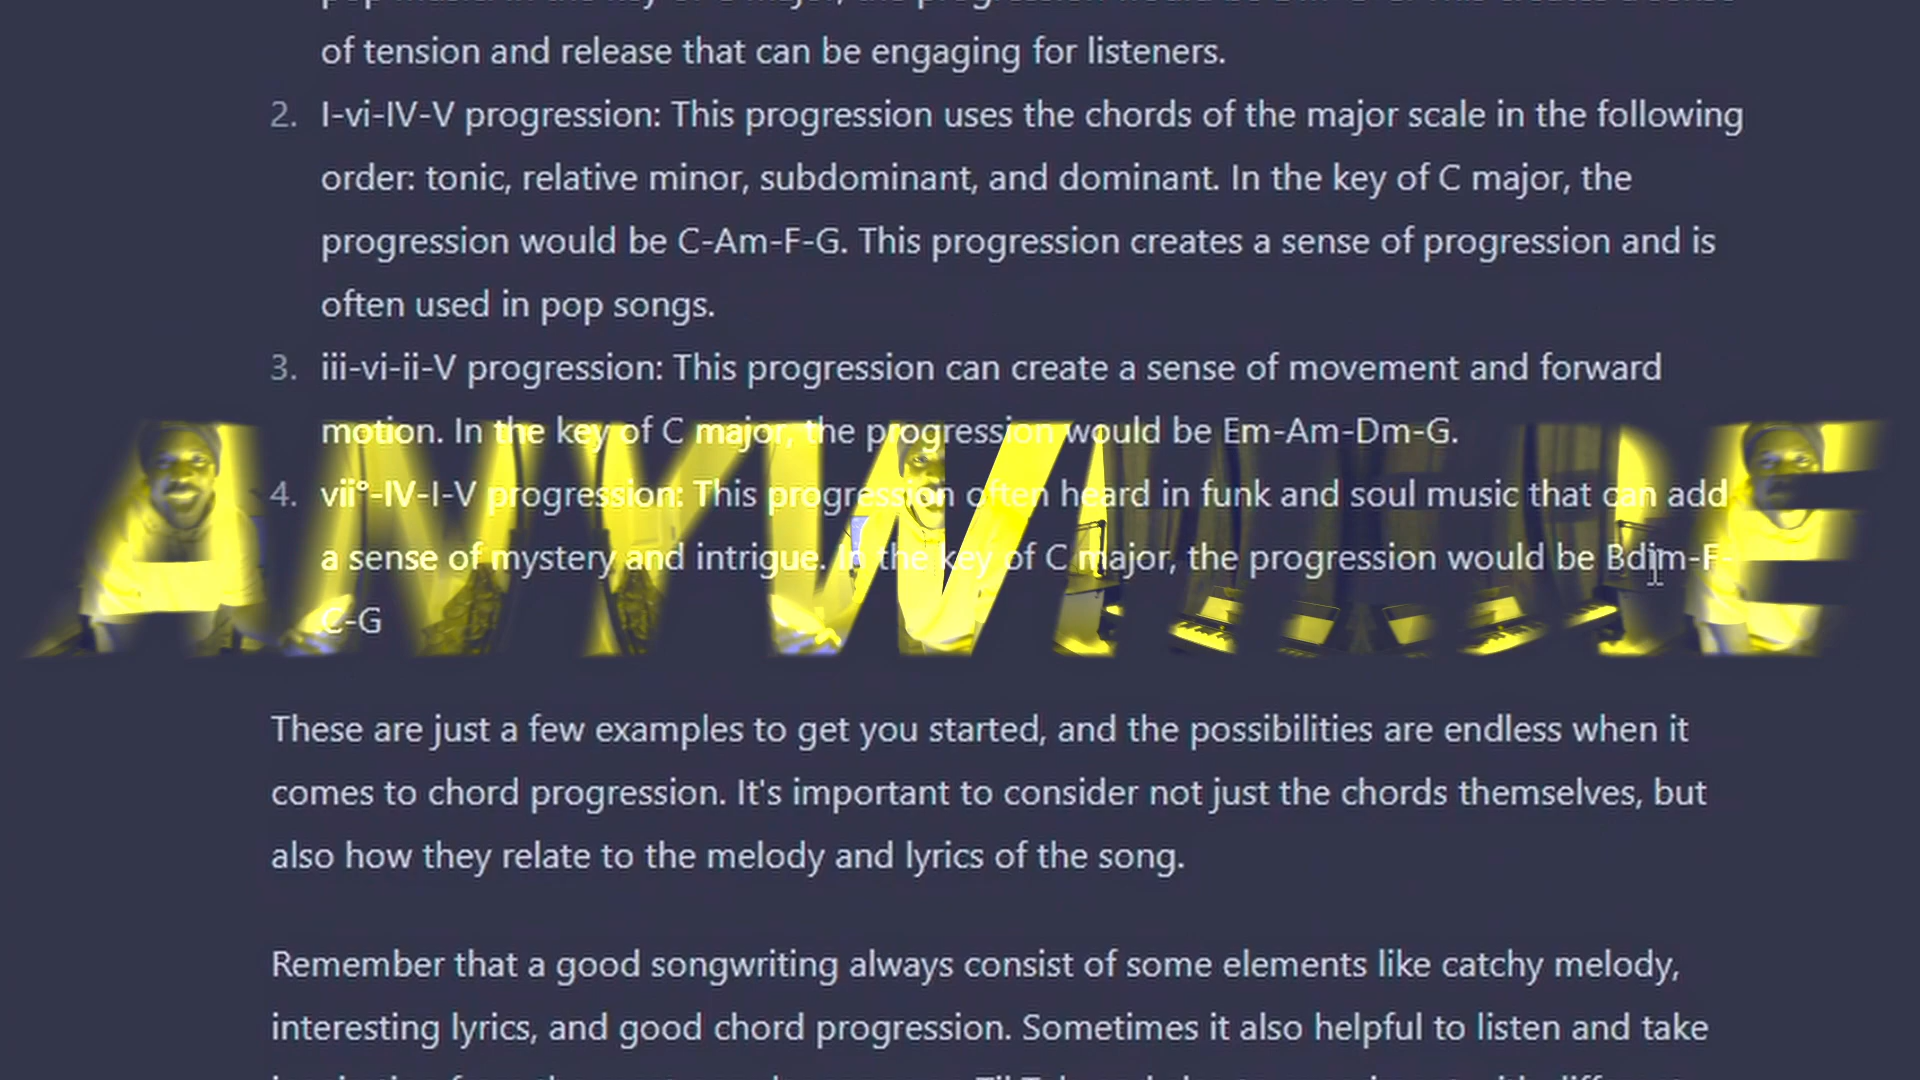 of tension and release that can be engaging for listeners.
2. I-vi-IV-V progression: This progression uses the chords of the major scale in the following
order: tonic, relative minor, subdominant, and dominant. In the key of C major, the
progression would be C-Am-F-G. This progression creates a sense of progression and is
often used in pop songs.
3. iii-vi-ii-V progression: This progression can create a sense of movement and forward
motion. In the key of C major, the progression would be Em-Am-Dm-G.
4. vii°-IV-I-V progression: This progression often heard in funk and soul music that can add
a sense of mystery and intrigue. In the key of C major, the progression would be Bdim-F-
C-G
ANYWHERE
These are just a few examples to get you started, and the possibilities are endless when it
comes to chord progression. It's important to consider not just the chords themselves, but
also how they relate to the melody and lyrics of the song.
Remember that a good songwriting always consist of some elements like catchy melody,
interesting lyrics, and good chord progression. Sometimes it also helpful to listen and take